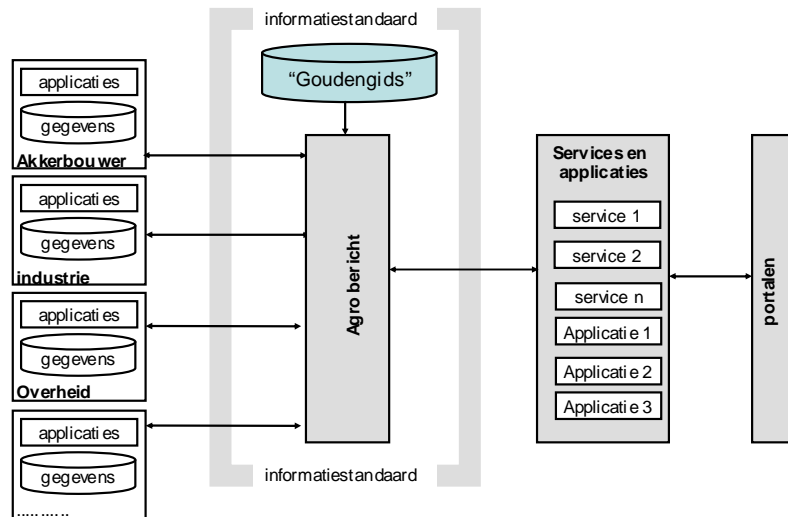 informatiestandaard
"Goudengids"
applicaties
gegevens
Akkerbouwer
applicaties
gegevens
industrie
applicaties
gegevens
Overheid
applicaties
gegevens
..........
Agro bericht
informatiestandaard
Services en
applicaties
service 1
service 2
service n
Applicatie 1
Applicatie 2
Applicatie 3
portalen